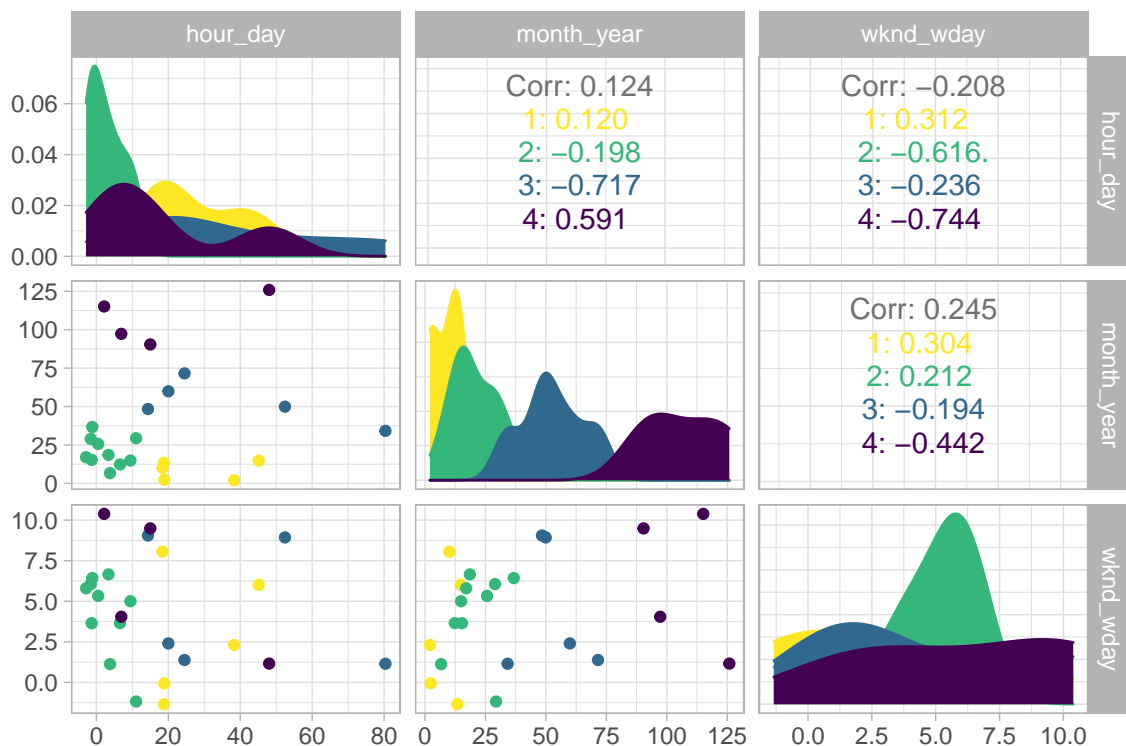 hour_day
month_year
wknd_wday
0.06
0.04
0.02
0.00
Corr: 0.124
1: 0.120
2: −0.198
3: −0.717
4: 0.591
Corr: −0.208
1: 0.312
2: −0.616.
3: −0.236
4: −0.744
hour_day
125
100
75
50
25
0
Corr: 0.245
1: 0.304
2: 0.212
3: −0.194
4: −0.442
month_year
10.0
7.5
5.0
2.5
0.0
wknd_wday
0 20 40 60 80
0 25 50 75 100 125
0.0 2.5 5.0 7.5 10.0